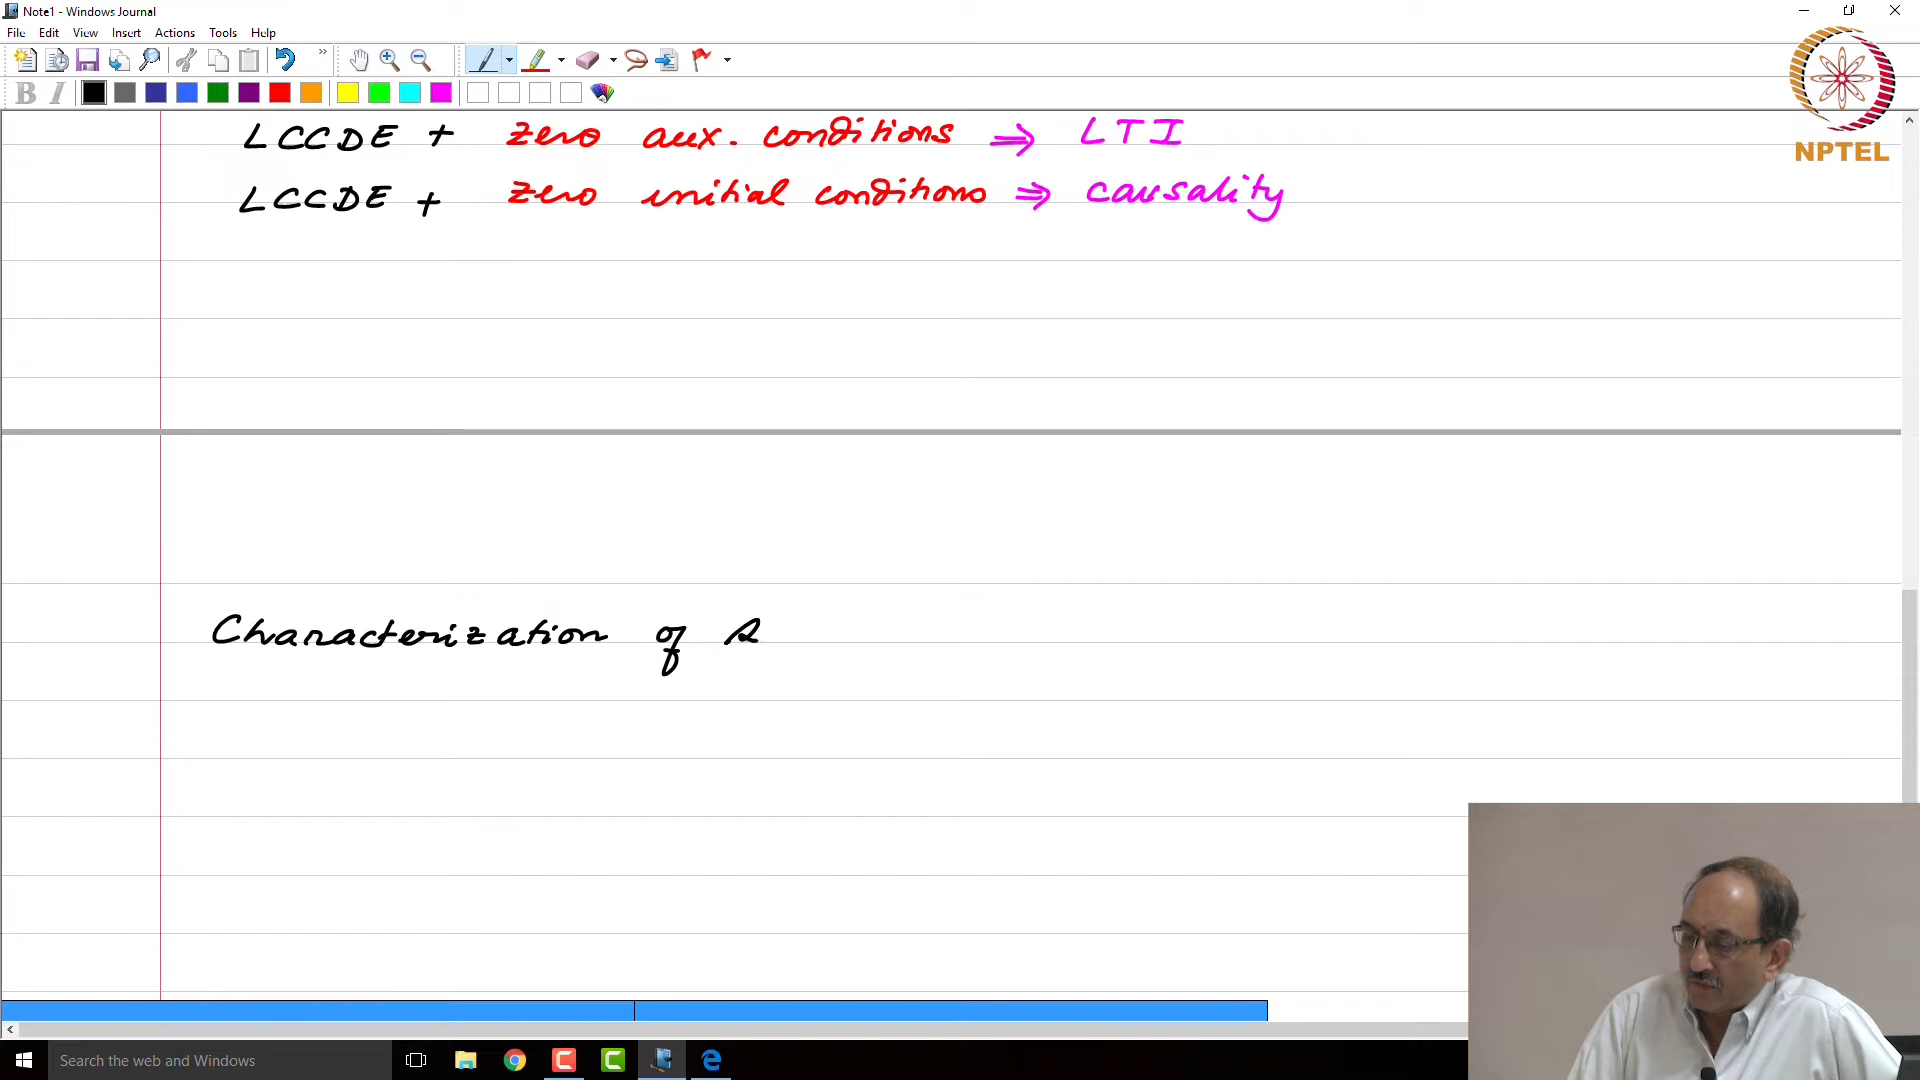 Note1 - Windows Journal
File Edit View Insert Actions Tools Help
B I
NPTEL
LCCDE + zero aux. conditions ⇒ LTI
LCCDE + zero initial conditions ⇒ causality
Characterization of
Search the web and Windows